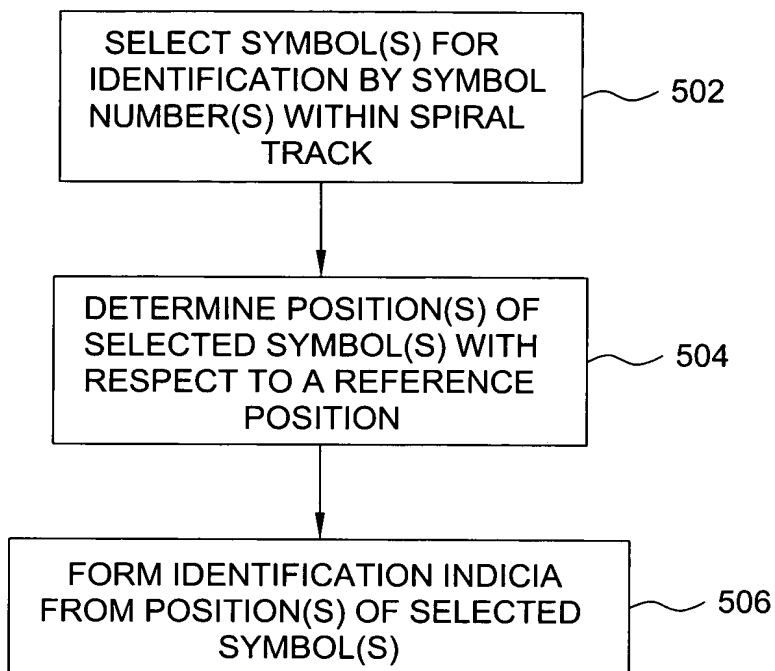 SELECT SYMBOL(S) FOR
IDENTIFICATION BY SYMBOL
NUMBER(S) WITHIN SPIRAL
TRACK
502
DETERMINE POSITION(S) OF
SELECTED SYMBOL(S) WITH
RESPECT TO A REFERENCE
POSITION
504
FORM IDENTIFICATION INDICIA
FROM POSITION(S) OF SELECTED
SYMBOL(S)
506